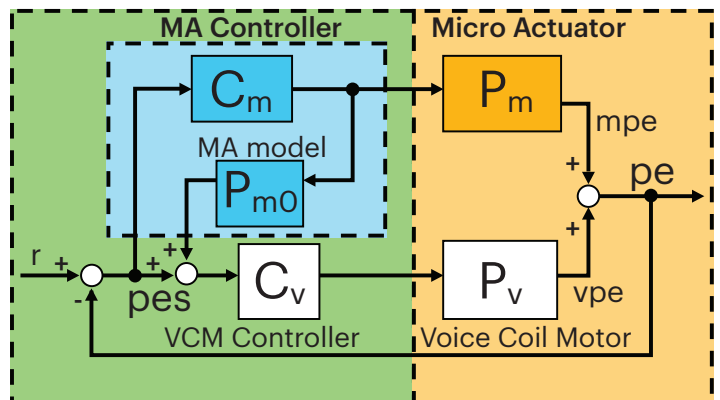 MA Controller
Micro Actuator
Cm
Pm
mpe
MA model
Pm0
+
pe
+
+
r
+
+
pes
-
Cv
Pv
vpe
VCM Controller
Voice Coil Motor